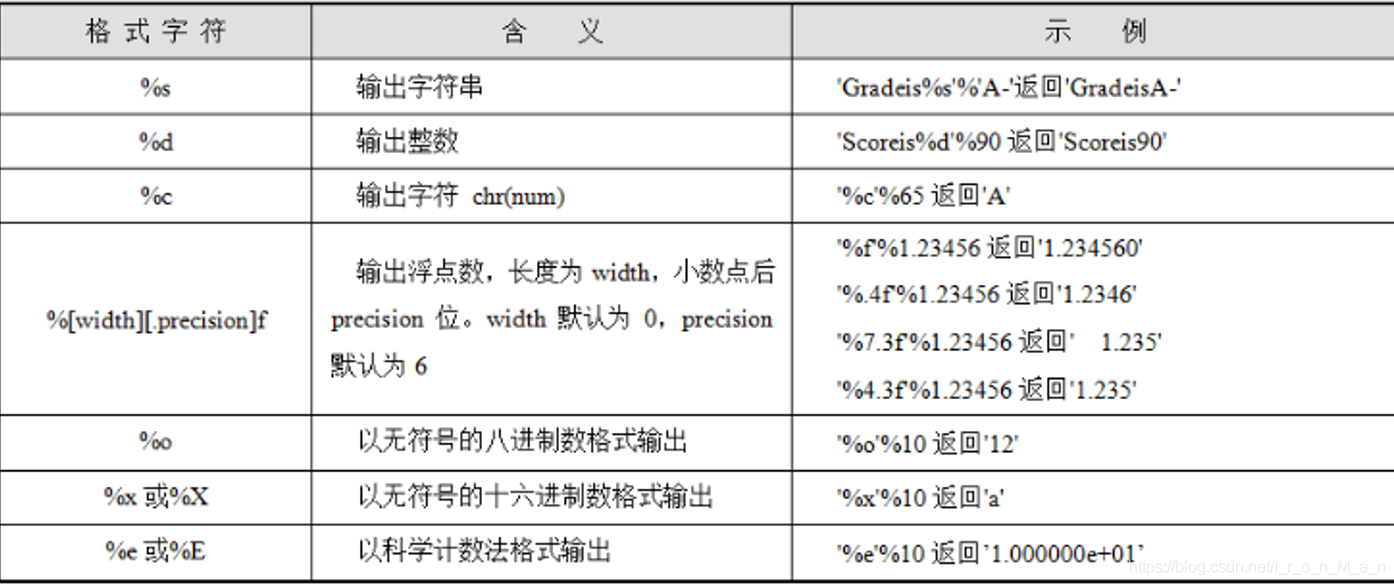 格 式 字 符 含 义 示 例
%s 输出字符串 'Gradeis%s'%'A-'返回'GradeisA-'
%d 输出整数 'Scoreis%d'%90 返回'Scoreis90'
%c 输出字符 chr(num) '%c'%65 返回'A'
%[width][.precision]f
输出浮点数，长度为 width，小数点后
precision 位。width 默认为 0，precision
默认为 6
'%f'%1.23456 返回'1.234560'
'%.4f'%1.23456 返回'1.2346'
'%7.3f'%1.23456 返回'  1.235'
'%4.3f'%1.23456 返回'1.235'
%o 以无符号的八进制数格式输出 '%o'%10 返回'12'
%x 或%X 以无符号的十六进制数格式输出 '%x'%10 返回'a'
%e 或%E 以科学计数法格式输出 '%e'%10 返回'1.000000e+01'
https://blog.csdn.net/I_r_o_n_M_a_n